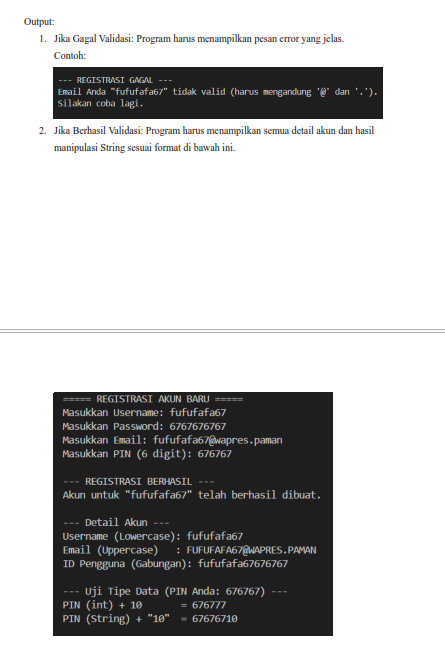 Output:
1. Jika Gagal Validasi: Program harus menampilkan pesan error yang jelas.
Contoh:
--- REGISTRASI GAGAL ---
Email Anda "fufufafa67" tidak valid (harus mengandung '@' dan '.').
Silakan coba lagi.
2. Jika Berhasil Validasi: Program harus menampilkan semua detail akun dan hasil
manipulasi String sesuai format di bawah ini.
===== REGISTRASI AKUN BARU =====
Masukkan Username: fufufafa67
Masukkan Password: 6767676767
Masukkan Email: fufufafa67@wapres.paman
Masukkan PIN (6 digit): 676767
--- REGISTRASI BERHASIL ---
Akun untuk "fufufafa67" telah berhasil dibuat.
--- Detail Akun ---
Username (Lowercase): fufufafa67
Email (Uppercase)   : FUFUFAFA67@WAPRES.PAMAN
ID Pengguna (Gabungan): fufufafa67676767
--- Uji Tipe Data (PIN Anda: 676767) ---
PIN (int) + 10       = 676777
PIN (String) + "10"  = 67676710